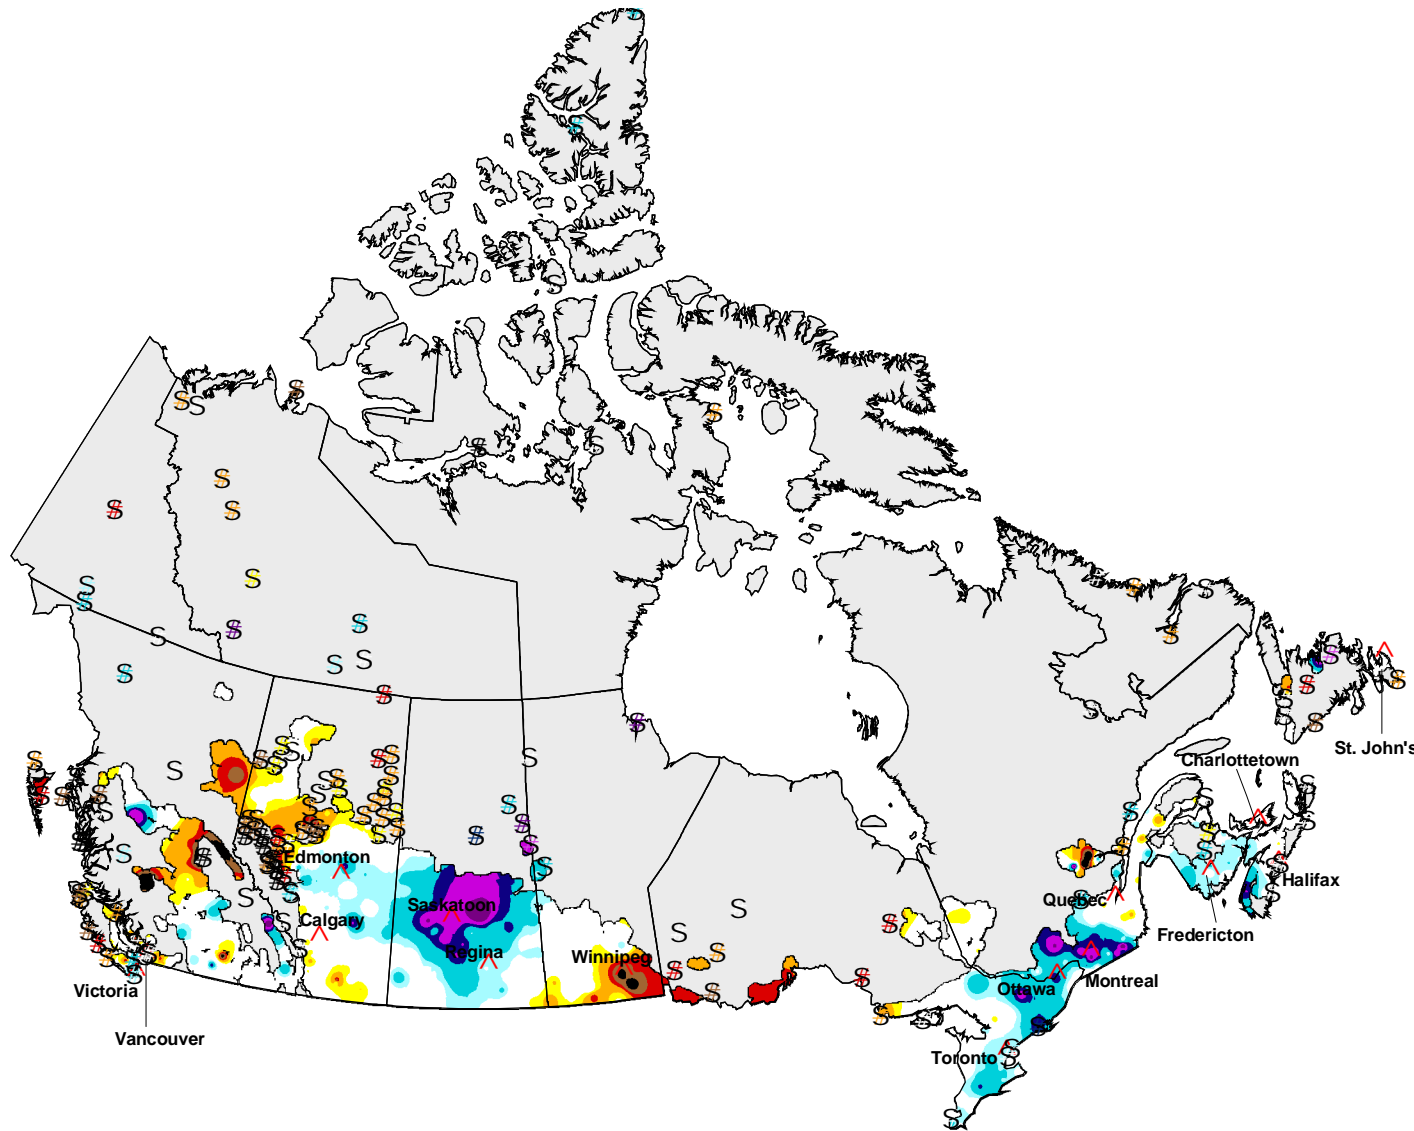 St. John's
Charlottetown
Edmonton
Halifax
Quebec
Saskatoon
Calgary
Fredericton
Regina
Winnipeg
Montreal
Ottawa
Victoria
Vancouver
Toronto